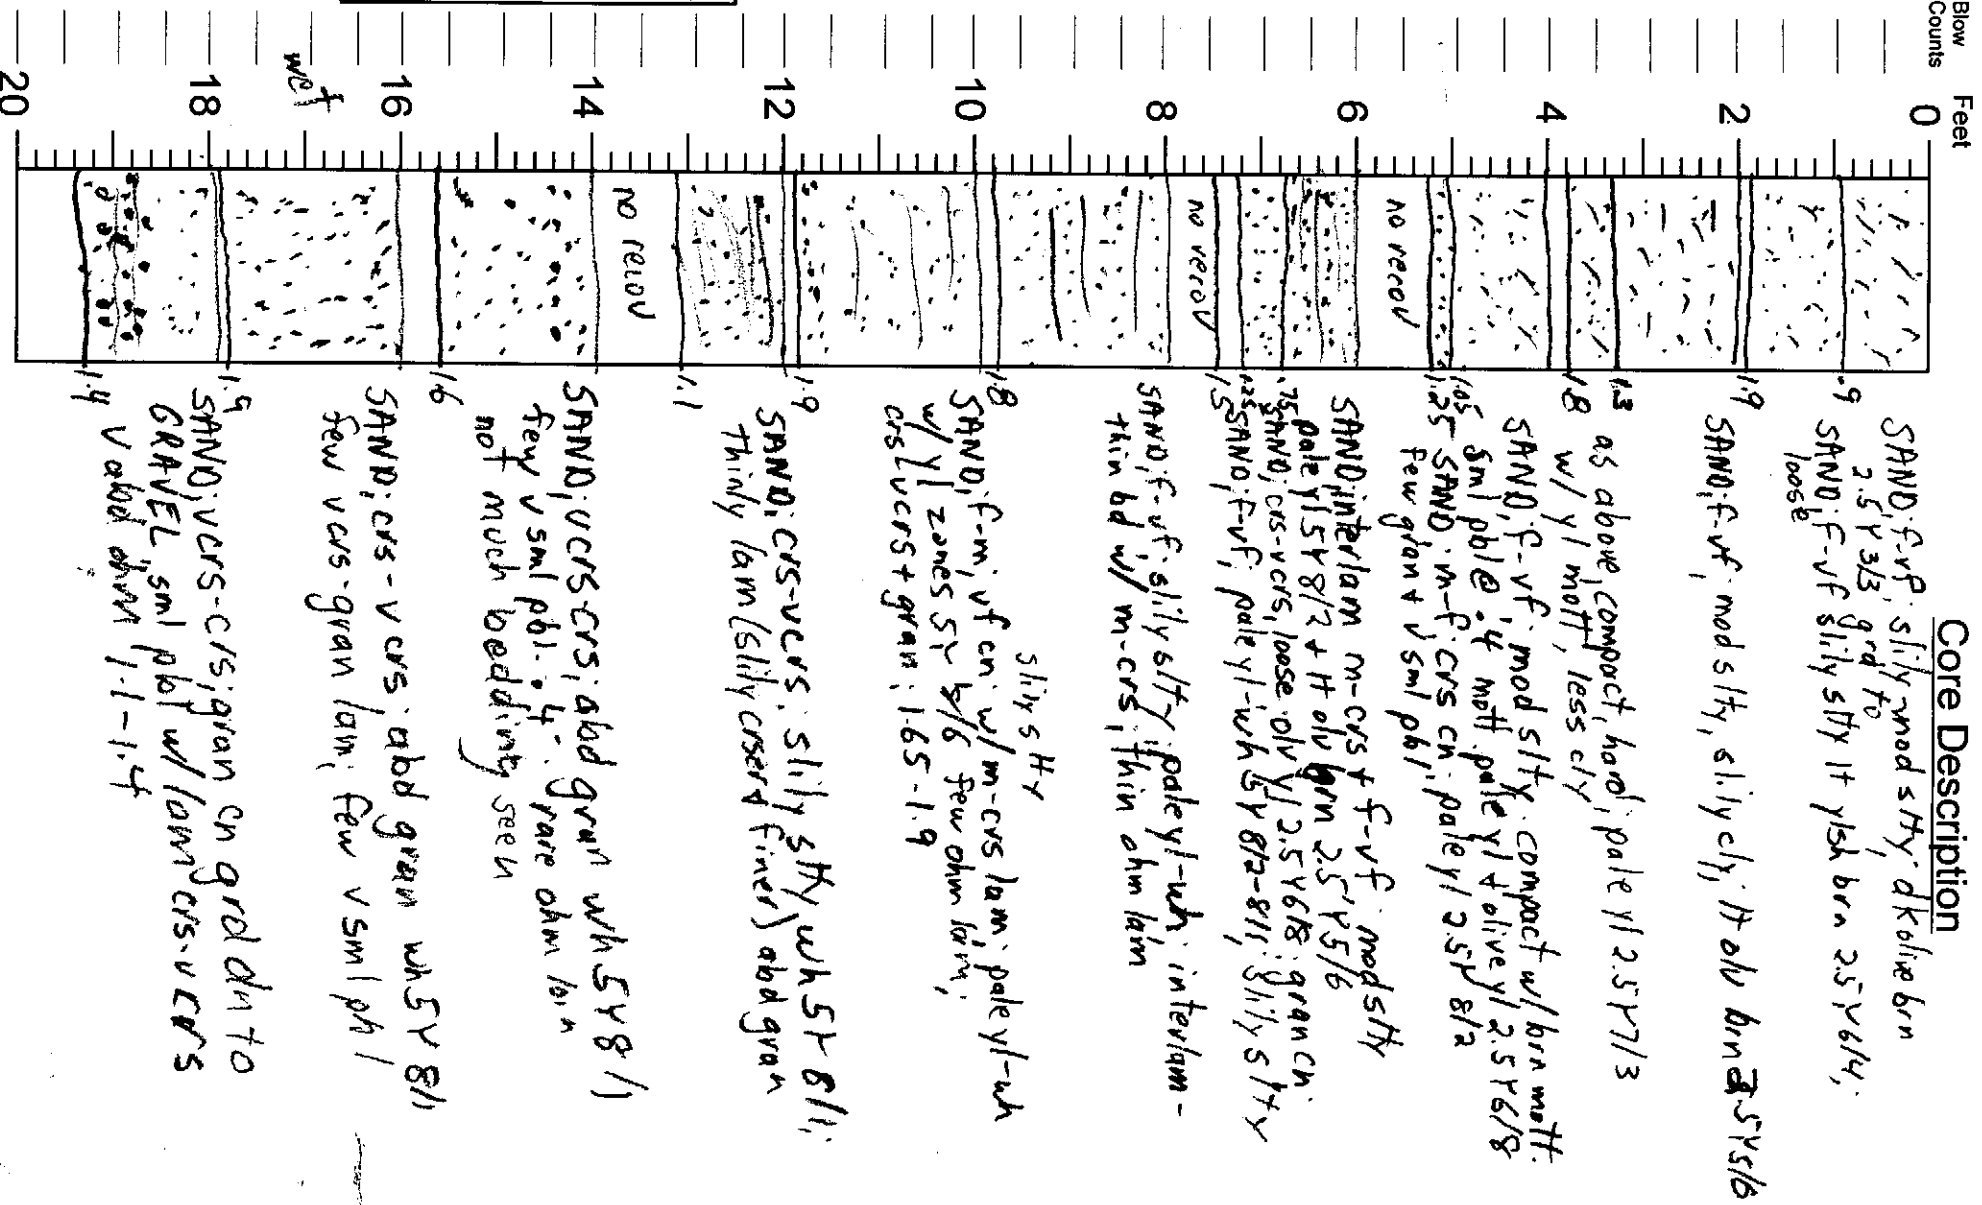 Core Description
Blow
Counts
Feet
0
SAND; f-vf; slily-mod slty; dk olive brn
2.5Y 3/3 grd to
.9
SAND; f-vf slily slty lt ylsh brn 2.5Y 6/4;
loose
1.9
2
SAND; f-vf; mod slty, slily cly; lt olv brn 2.5Y 5/6
1.3
as above, compact, hard; pale yl 2.5Y 7/3
w/ yl mott, less cly
1.8
4
SAND; f-vf; mod slty. compact w/ brn mott.
sml pbl @ .4 mott pale yl + olive yl 2.5Y 6/8
1.05
SAND; m-f; crs cn; pale yl 2.5Y 8/2
1.25
few gran + v sml pbl
no recov
6
SAND; interlam m-crs + f-vf; mod slty
pale yl 5Y 8/2 + lt olv brn 2.5Y 5/6
.75
SAND; crs-vcrs, loose olv yl 2.5Y 6/8; gran cn
1.25
SAND; f-vf; pale yl-wh 5Y 8/2-8/1; slily slty
1.5
no recov
8
SAND; f-vf; slily slty; pale yl-wh; interlam-
thin bd w/ m-crs; thin ohm lam
1.8
slily slty
10
SAND; f-m; vf cn; w/ m-crs lam; pale yl-wh
w/ yl zones 5Y 8/6 few ohm lam;
crs-vcrs + gran; 1.65-1.9
1.9
12
SAND; crs-vcrs; slily slty wh 5Y 8/1;
Thinly lam (slily crser + finer) abd gran
1.1
no recov
14
SAND; vcrs-crs; abd gran wh 5Y 8/1
few v sml pbl .4; rare ohm lam
not much bedding seen
1.6
16
SAND; crs-vcrs; abd gran wh 5Y 8/1
few vcrs-gran lam; few v sml pbl
wet
1.9
18
SAND; vcrs-crs; gran cn grd dn to
GRAVEL, sml pbl w/ lam crs-vcrs
v abd ohm 1.1-1.4
1.4
20